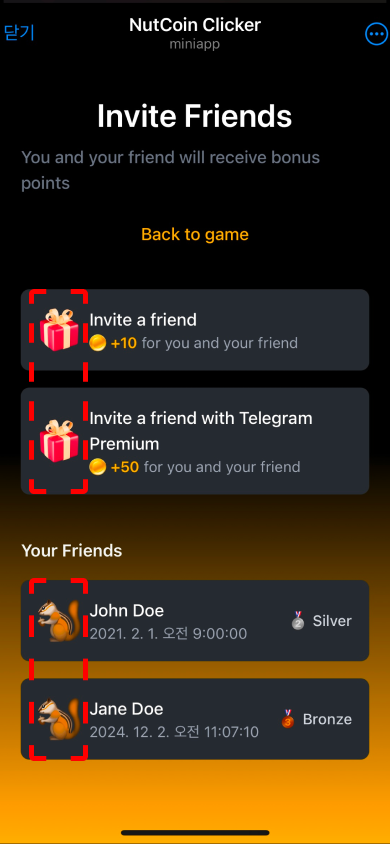 닫기
NutCoin Clicker
miniapp
Invite Friends
You and your friend will receive bonus
points
Back to game
Invite a friend
+10 for you and your friend
Invite a friend with Telegram
Premium
+50 for you and your friend
Your Friends
John Doe
2021. 2. 1. 오전 9:00:00
2 Silver
Jane Doe
2024. 12. 2. 오전 11:07:10
3 Bronze